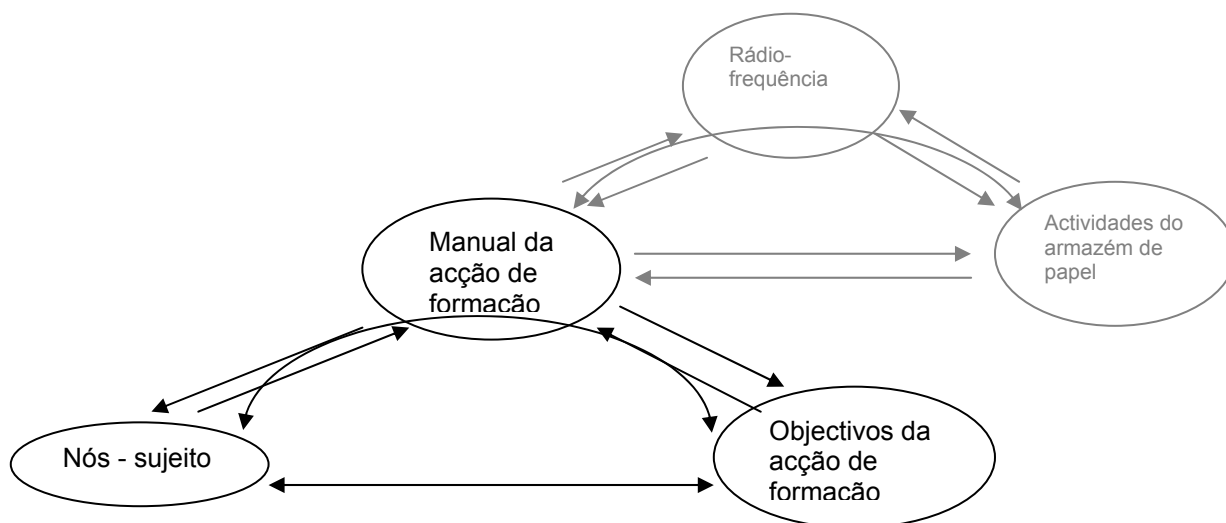 Rádio-
frequência
Actividades do
armazém de
papel
Manual da
acção de
formação
Nós - sujeito
Objectivos da
acção de
formação